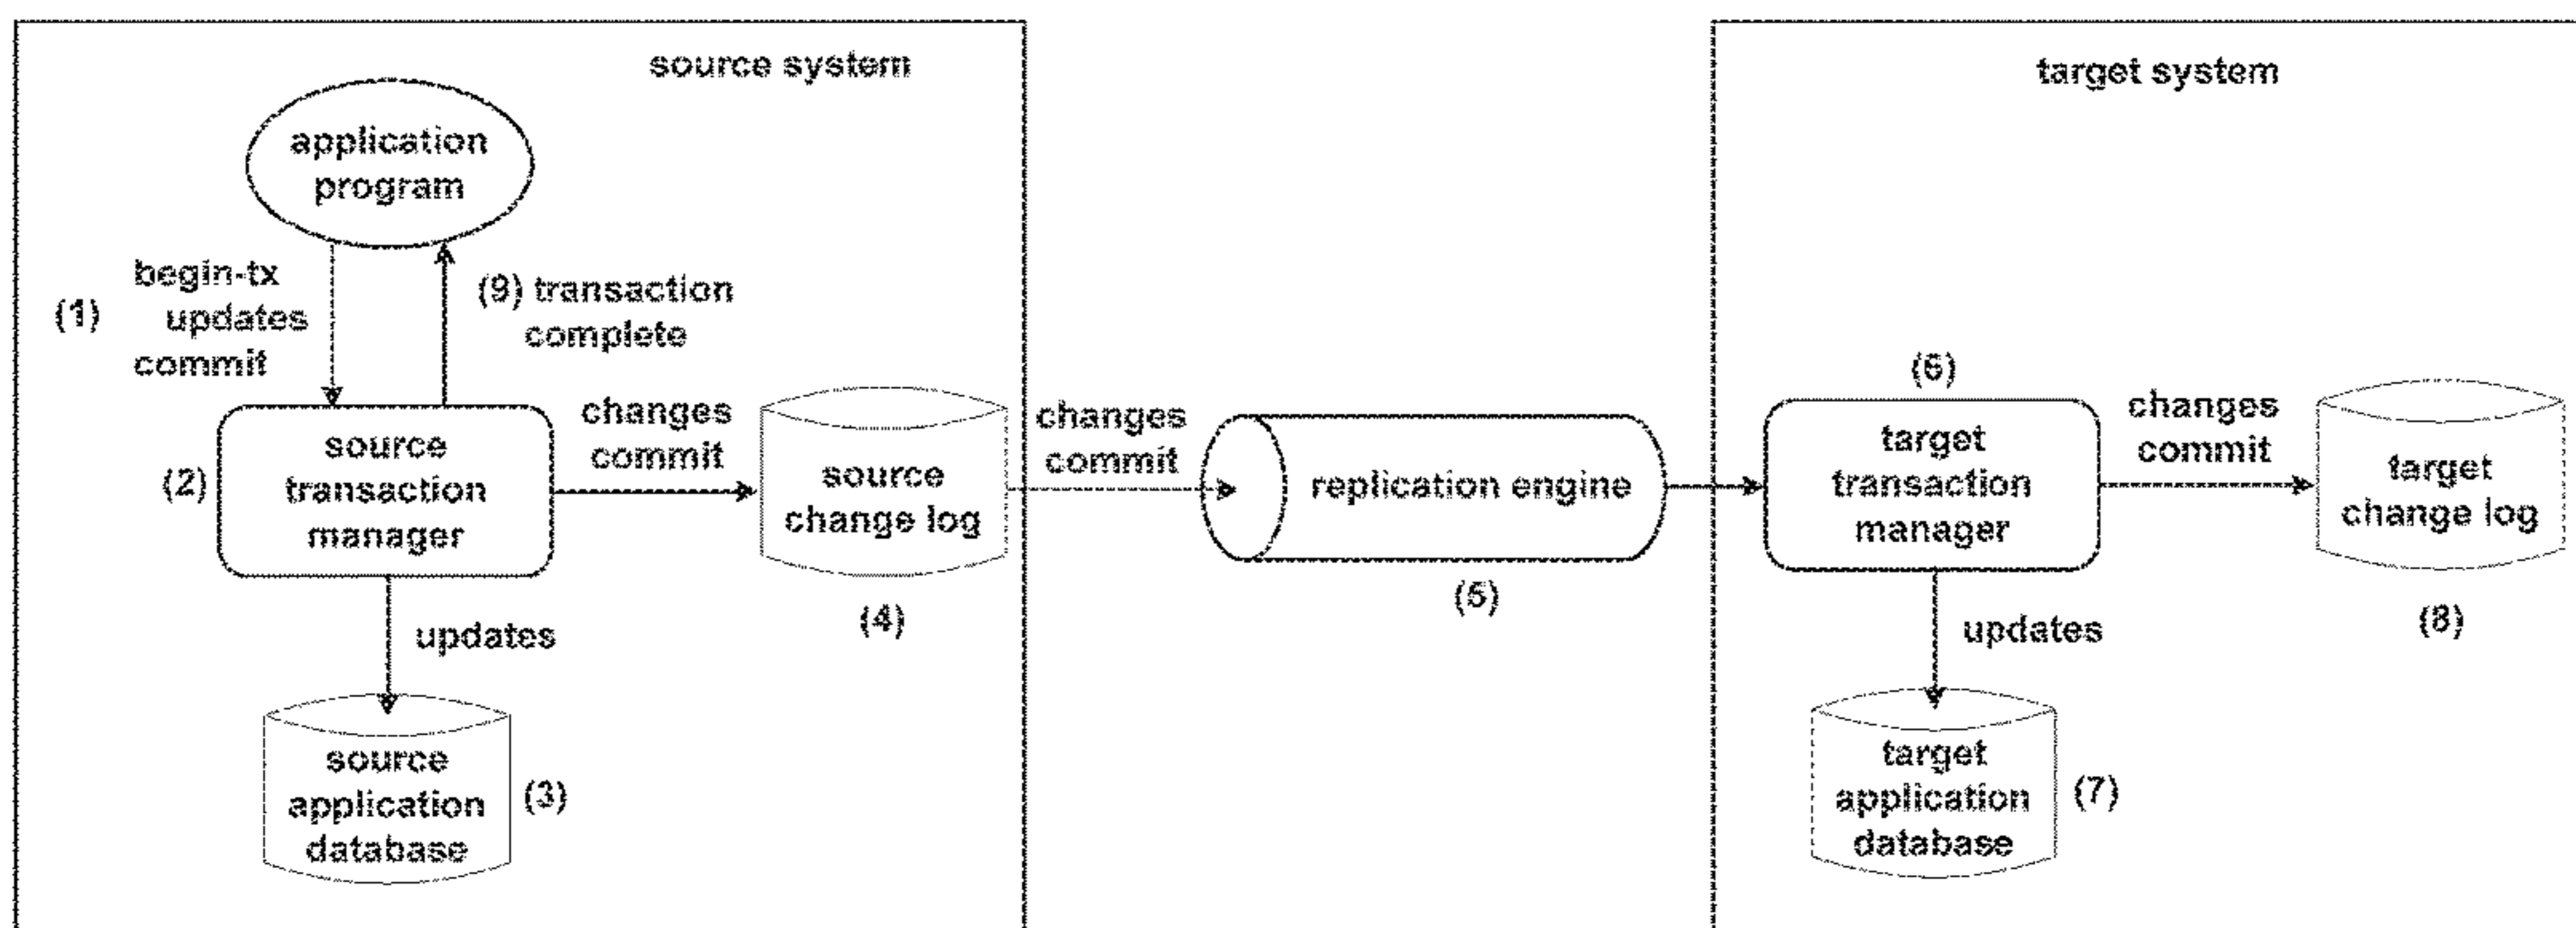 source system
application
program
(1)
begin-tx
updates
commit
(9) transaction
complete
(2)
source
transaction
manager
changes
commit
source
change log
(4)
updates
source
application
database
(3)
changes
commit
replication engine
(5)
target system
(6)
target
transaction
manager
changes
commit
target
change log
(8)
updates
target
application
database
(7)